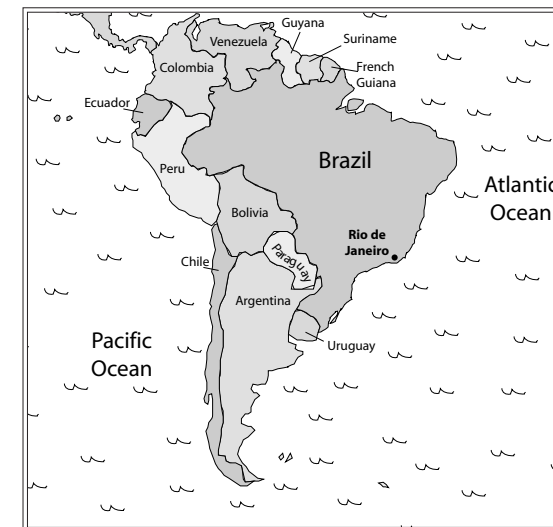 Guyana
Venezuela
Suriname
Colombia
French
Guiana
Ecuador
Brazil
Peru
Atlantic
Ocean
Bolivia
Rio de
Janeiro
Paraguay
Chile
Argentina
Pacific
Ocean
Uruguay